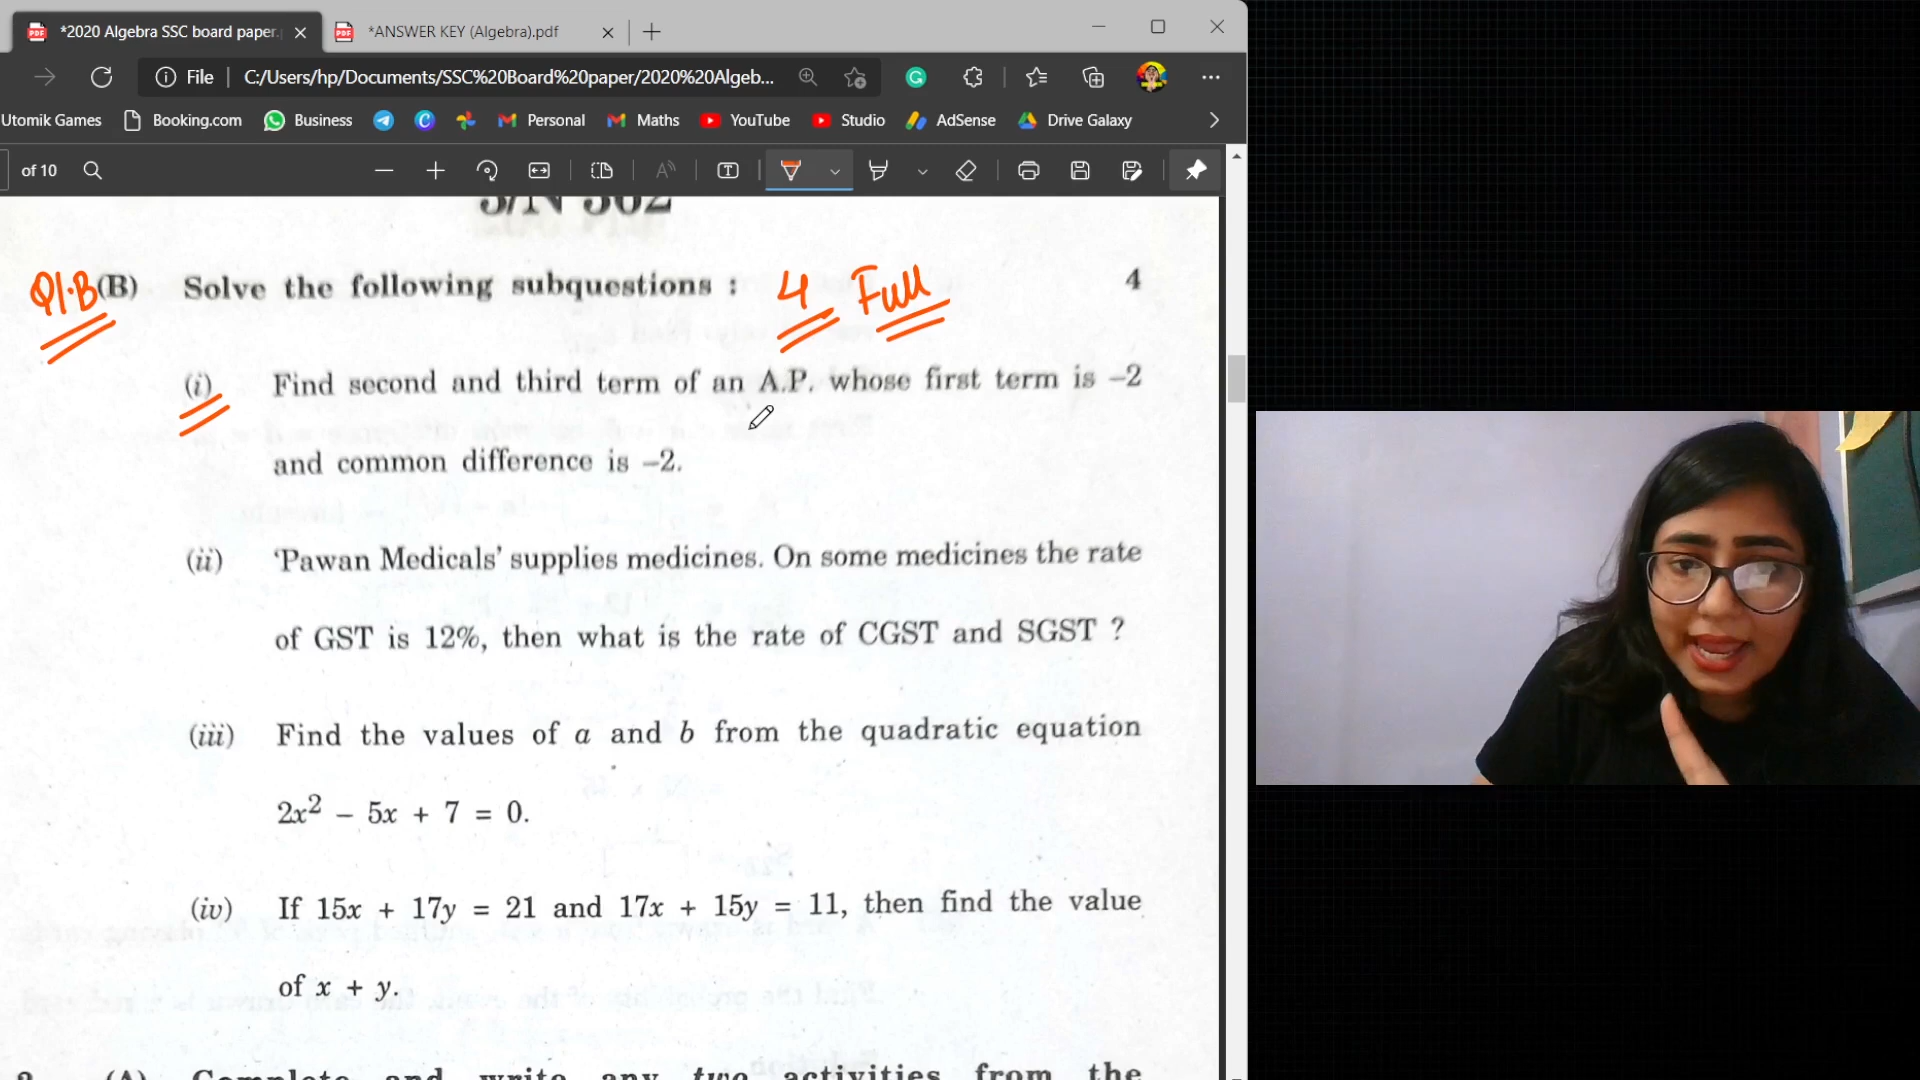 *2020 Algebra SSC board paper.
*ANSWER KEY (Algebra).pdf
File
C:/Users/hp/Documents/SSC%20Board%20paper/2020%20Algeb...
Utomik Games
Booking.com
Business
Personal
Maths
YouTube
Studio
AdSense
Drive Galaxy
of 10
Q1.B (B) Solve the following subquestions : 4 Full 4
(i) Find second and third term of an A.P. whose first term is –2
and common difference is –2.
(ii) 'Pawan Medicals' supplies medicines. On some medicines the rate
of GST is 12%, then what is the rate of CGST and SGST ?
(iii) Find the values of a and b from the quadratic equation
2x² – 5x + 7 = 0.
(iv) If 15x + 17y = 21 and 17x + 15y = 11, then find the value
of x + y.
(A) Complete and write any two activities from the